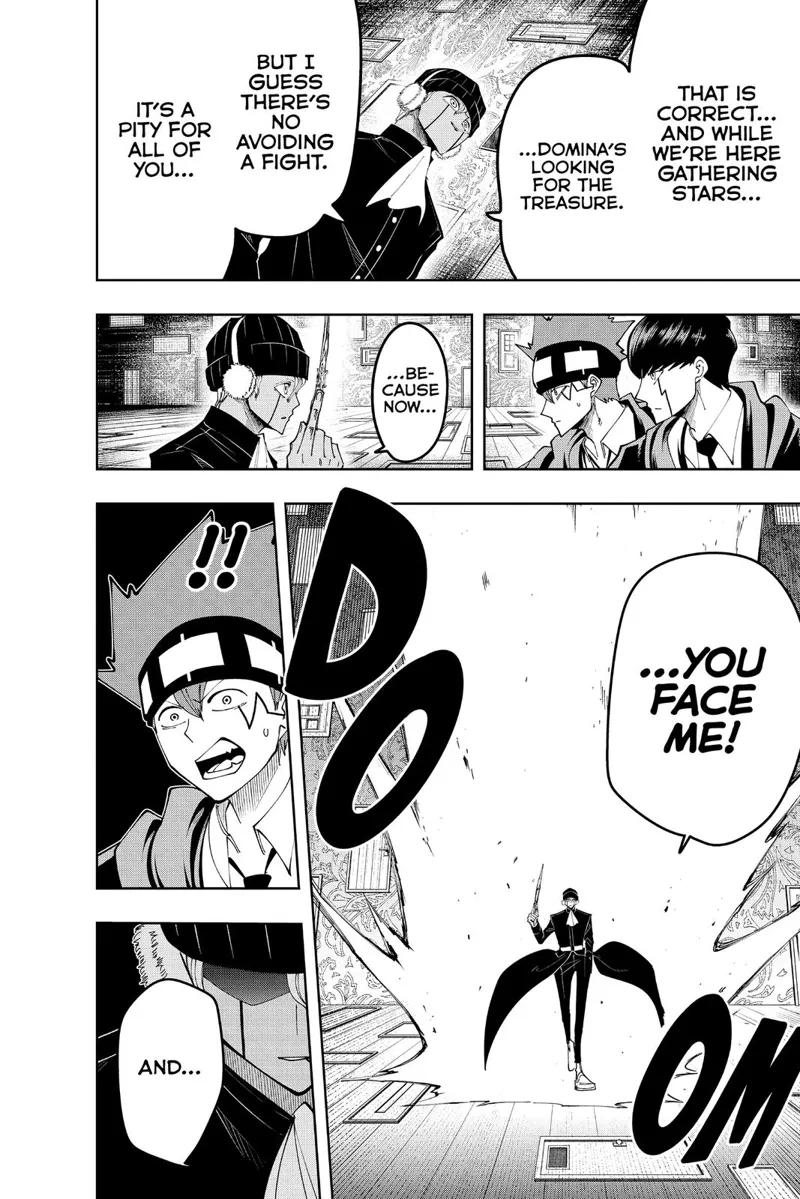 THAT IS
CORRECT...
AND WHILE
WE'RE HERE
GATHERING
STARS...
...DOMINA'S
LOOKING
FOR THE
TREASURE.
BUT I
GUESS
THERE'S
NO
AVOIDING
A FIGHT.
IT'S A
PITY FOR
ALL OF
YOU...
...BE-
CAUSE
NOW...
...YOU
FACE
ME!
DO
OM
!!
AND...